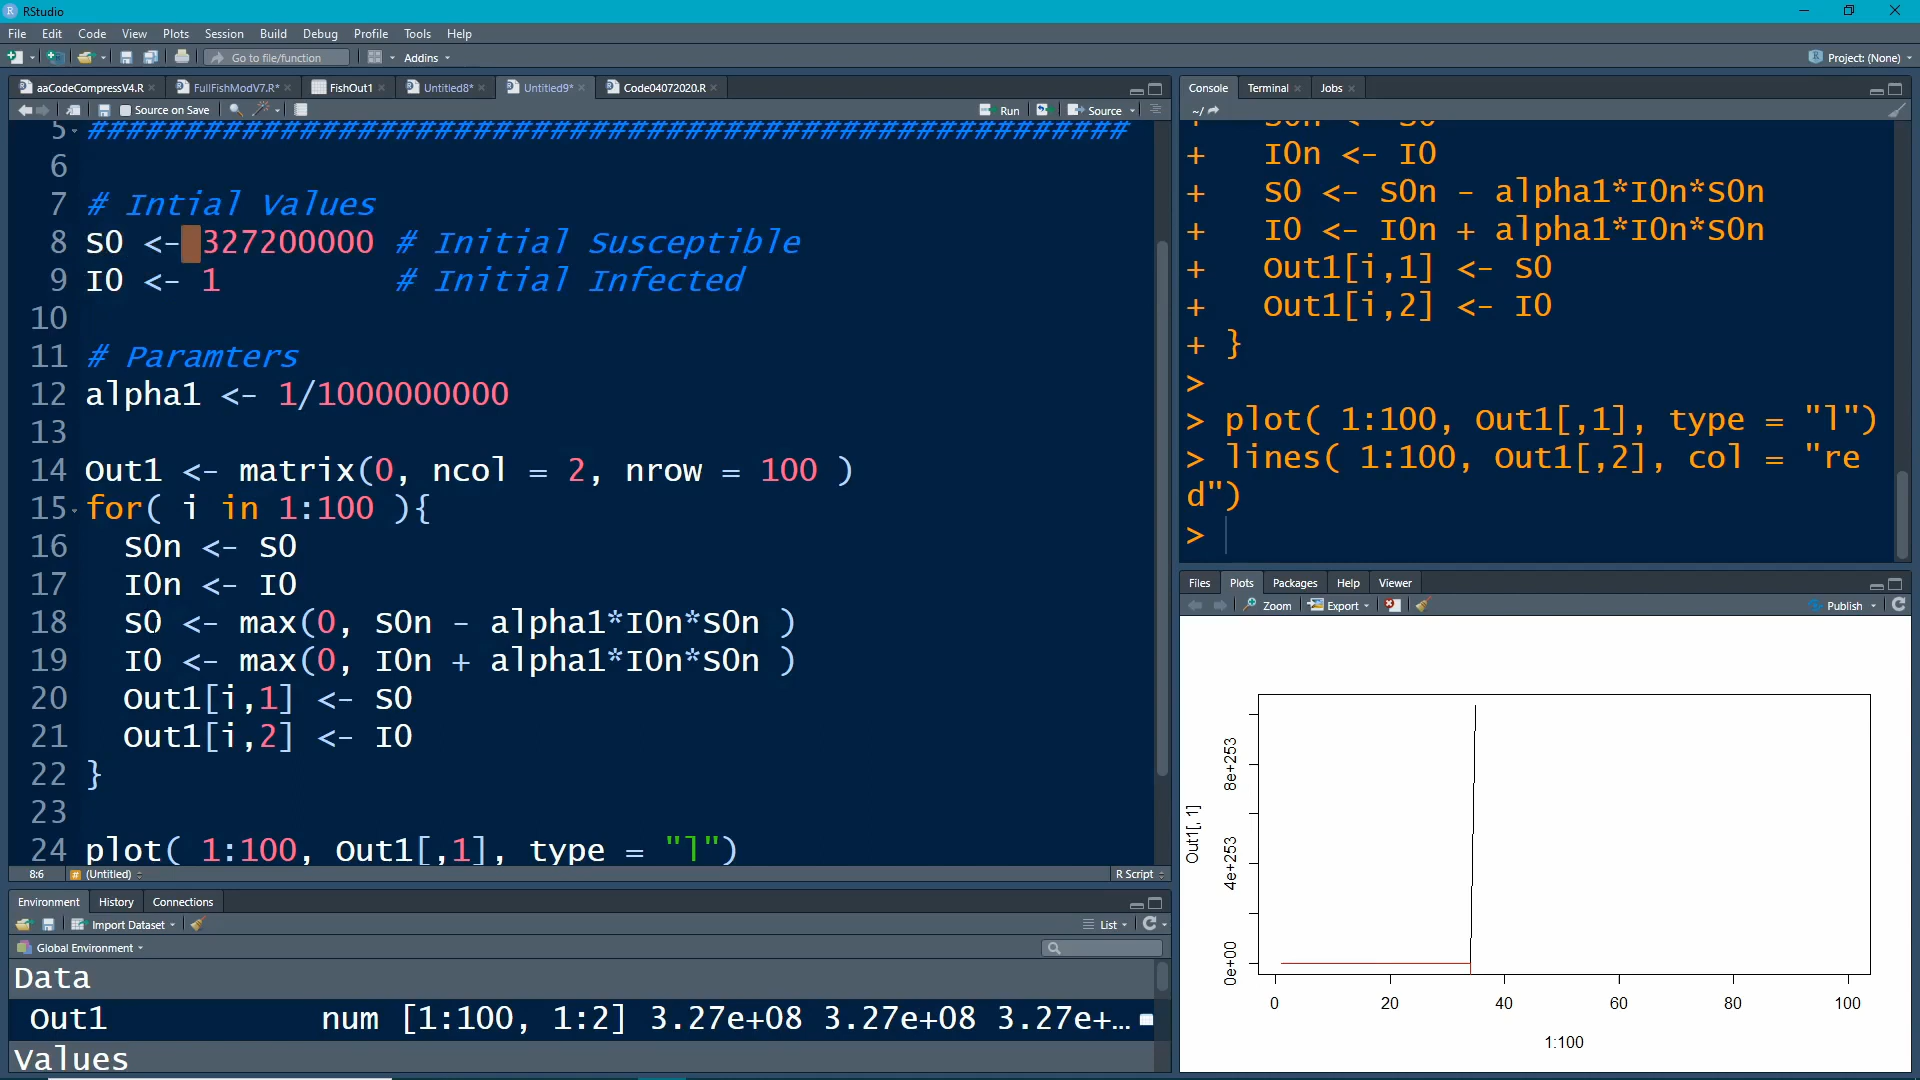 RStudio
File Edit Code View Plots Session Build Debug Profile Tools Help
Go to file/function Addins Project: (None)
aaCodeCompressV4.R FullFishModV7.R* FishOut1 Untitled8* Untitled9* Code04072020.R
Source on Save Run Source
5 ######################################################
6
7 # Intial Values
8 S0 <- 327200000 # Initial Susceptible
9 I0 <- 1 # Initial Infected
10
11 # Paramters
12 alpha1 <- 1/1000000000
13
14 Out1 <- matrix(0, ncol = 2, nrow = 100 )
15 for( i in 1:100 ){
16 S0n <- S0
17 I0n <- I0
18 S0 <- max(0, S0n - alpha1*I0n*S0n )
19 I0 <- max(0, I0n + alpha1*I0n*S0n )
20 Out1[i,1] <- S0
21 Out1[i,2] <- I0
22 }
23
24 plot( 1:100, Out1[,1], type = "l")
8:6 # (Untitled) R Script
Environment History Connections
Import Dataset List
Global Environment
Data
Out1 num [1:100, 1:2] 3.27e+08 3.27e+08 3.27e+...
Values
Console Terminal Jobs
~/
+ S0n <- S0
+ I0n <- I0
+ S0 <- S0n - alpha1*I0n*S0n
+ I0 <- I0n + alpha1*I0n*S0n
+ Out1[i,1] <- S0
+ Out1[i,2] <- I0
+ }
>
> plot( 1:100, Out1[,1], type = "l")
> lines( 1:100, Out1[,2], col = "re
d")
>
Files Plots Packages Help Viewer
Zoom Export Publish
Out1[, 1]
8e+253
4e+253
0e+00
0 20 40 60 80 100
1:100